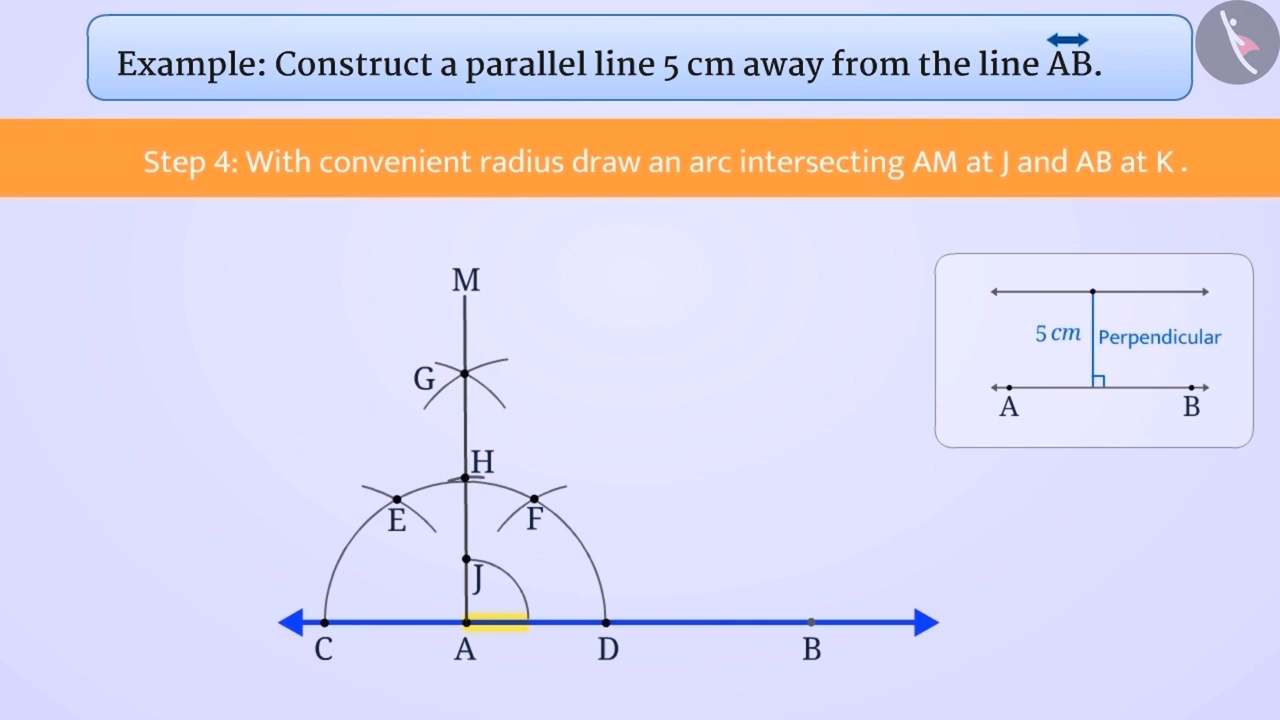 Example: Construct a parallel line 5 cm away from the line AB.
Step 4: With convenient radius draw an arc intersecting AM at J and AB at K .
M
G
H
E
F
J
C
A
D
B
5 cm
Perpendicular
A
B